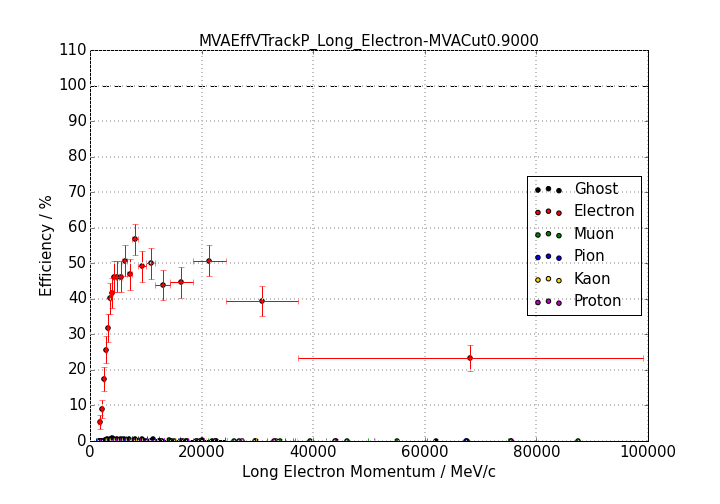 MVAEffVTrackP_Long_Electron-MVACut0.9000
110
100
90
80
70
60
50
40
30
20
10
0
Efficiency / %
Ghost
Electron
Muon
Pion
Kaon
Proton
0 20000 40000 60000 80000 100000
Long Electron Momentum / MeV/c